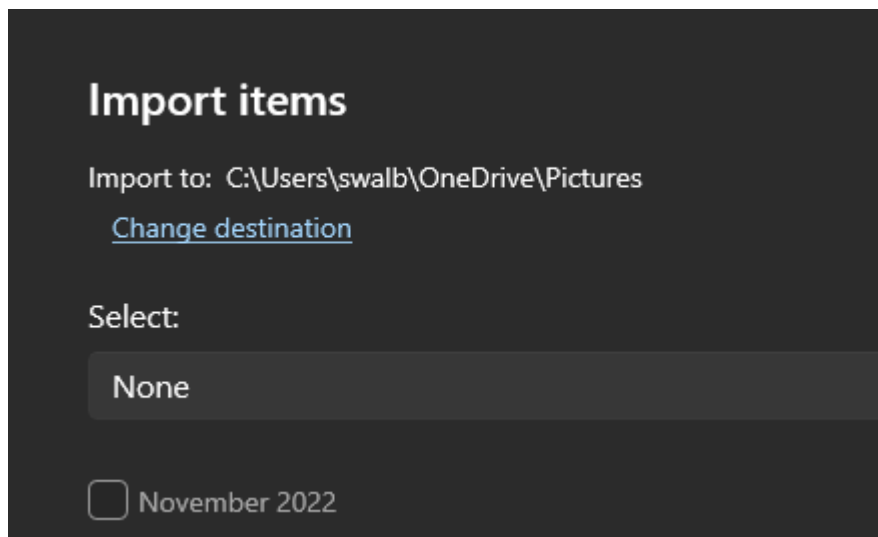 Import items
Import to: C:\Users\swalb\OneDrive\Pictures
Change destination
Select:
None
November 2022